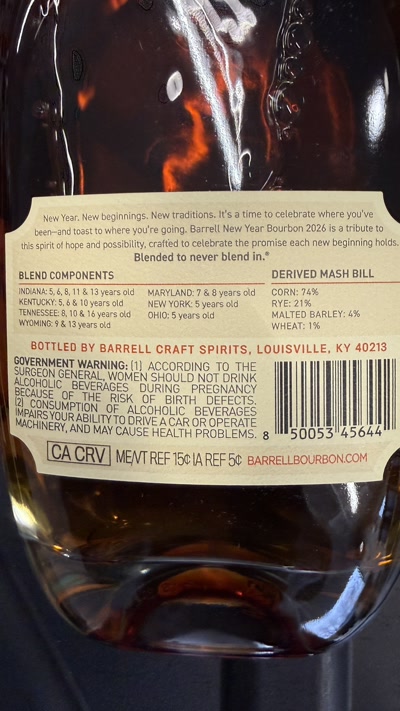 New Year. New beginnings. New traditions. It's a time to celebrate where you've
been—and toast to where you're going. Barrell New Year Bourbon 2026 is a tribute to
this spirit of hope and possibility, crafted to celebrate the promise each new beginning holds.
Blended to never blend in.®
BLEND COMPONENTS
INDIANA: 5, 6, 8, 11 & 13 years old
KENTUCKY: 5, 6 & 10 years old
TENNESSEE: 8, 10 & 16 years old
WYOMING: 9 & 13 years old
MARYLAND: 7 & 8 years old
NEW YORK: 5 years old
OHIO: 5 years old
DERIVED MASH BILL
CORN: 74%
RYE: 21%
MALTED BARLEY: 4%
WHEAT: 1%
BOTTLED BY BARRELL CRAFT SPIRITS, LOUISVILLE, KY 40213
GOVERNMENT WARNING: (1) ACCORDING TO THE
SURGEON GENERAL, WOMEN SHOULD NOT DRINK
ALCOHOLIC BEVERAGES DURING PREGNANCY
BECAUSE OF THE RISK OF BIRTH DEFECTS.
(2) CONSUMPTION OF ALCOHOLIC BEVERAGES
IMPAIRS YOUR ABILITY TO DRIVE A CAR OR OPERATE
MACHINERY, AND MAY CAUSE HEALTH PROBLEMS.
8 50053 45644
CA CRV ME/VT REF 15¢ IA REF 5¢ BARRELLBOURBON.COM